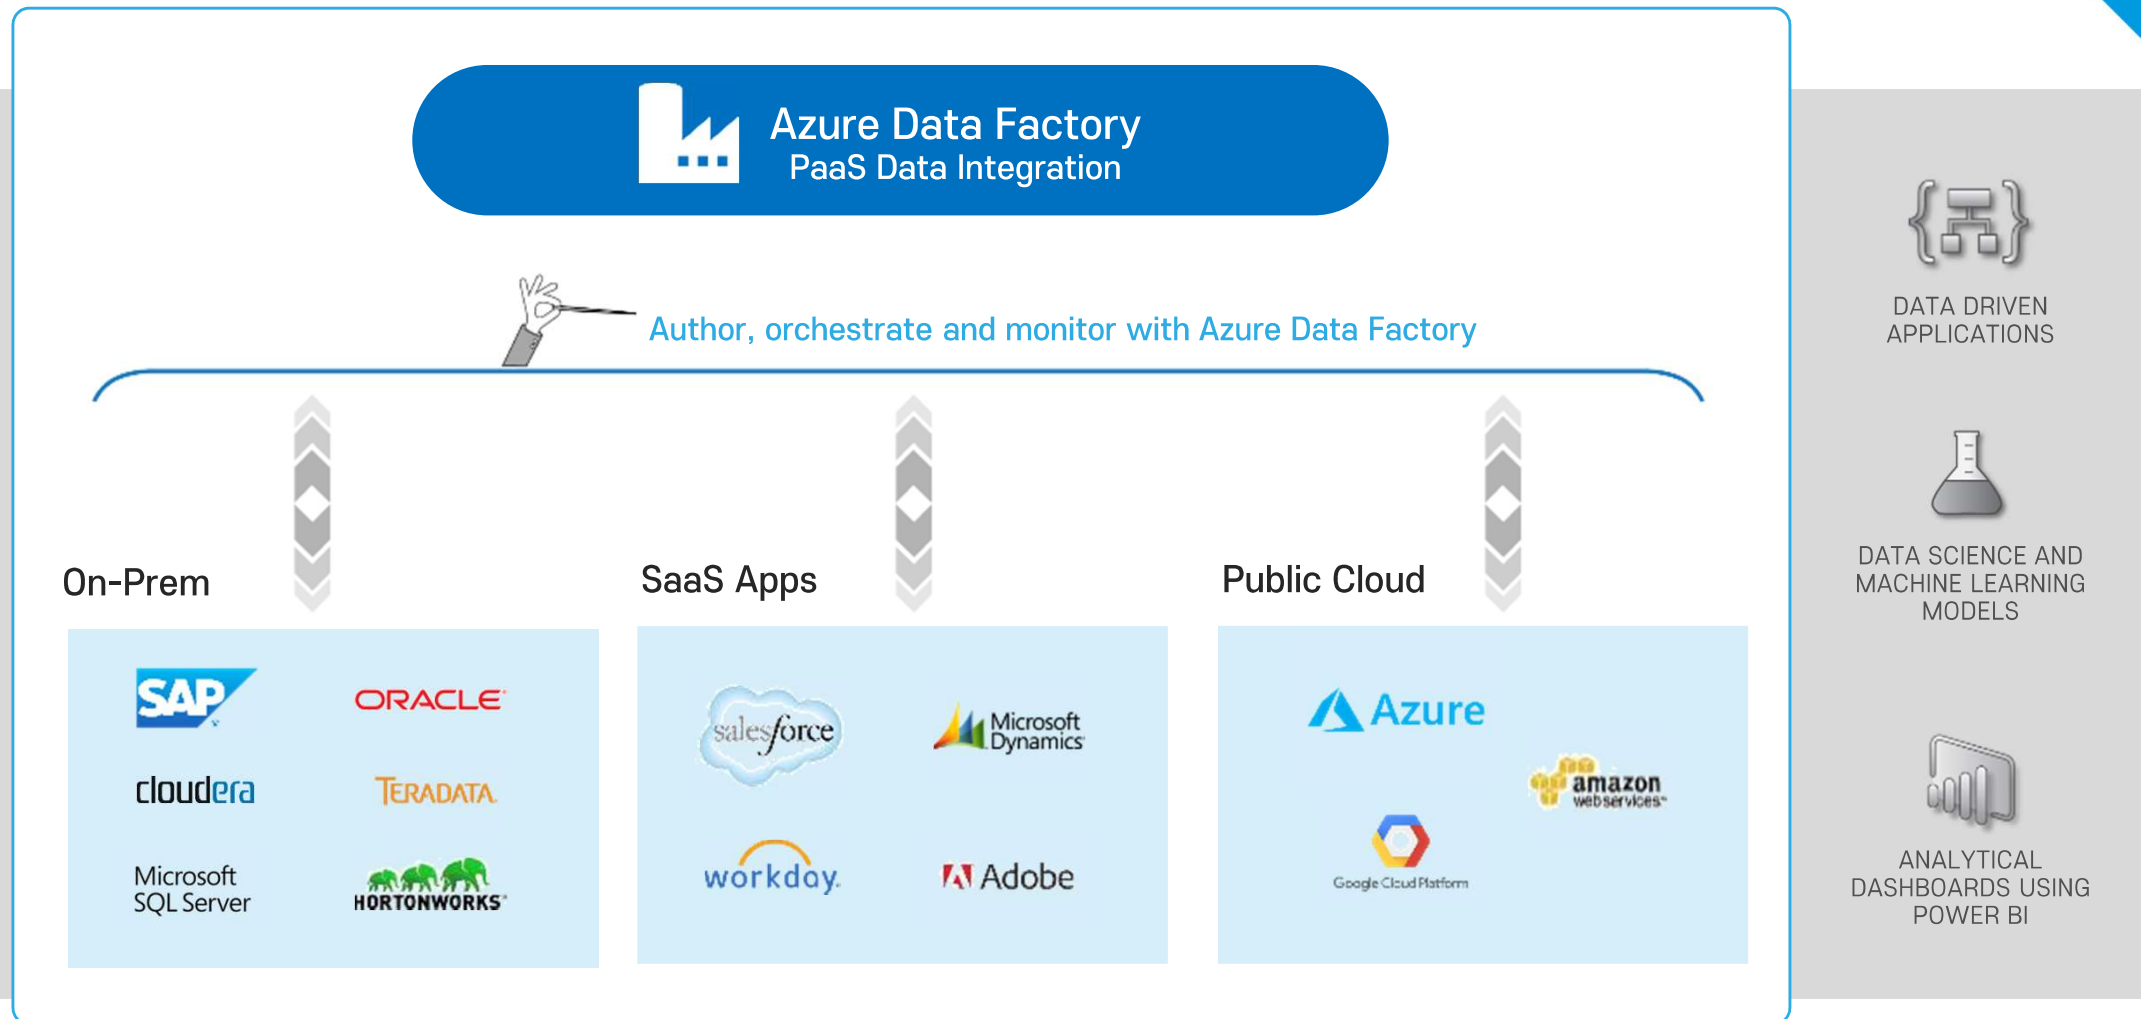 Azure Data Factory
PaaS Data Integration
Author, orchestrate and monitor with Azure Data Factory
On-Prem
SAP
ORACLE
cloudera
TERADATA
Microsoft
SQL Server
HORTONWORKS
SaaS Apps
salesforce
Microsoft
Dynamics
workday.
Adobe
Public Cloud
Azure
amazon
webservices™
Google Cloud Platform
DATA DRIVEN
APPLICATIONS
DATA SCIENCE AND
MACHINE LEARNING
MODELS
ANALYTICAL
DASHBOARDS USING
POWER BI